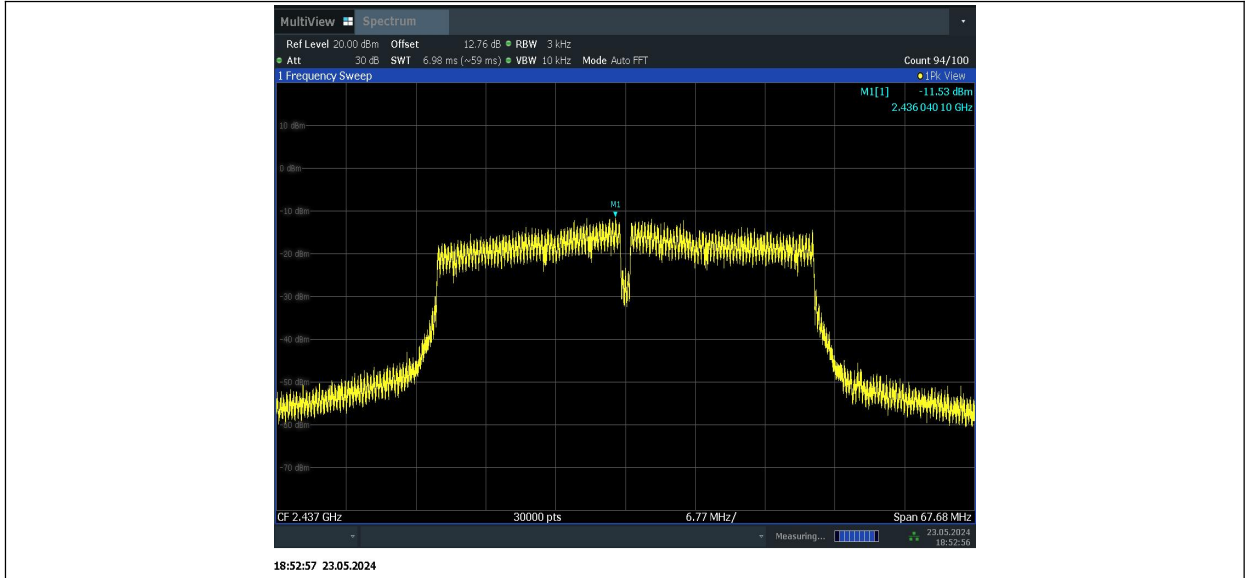 MultiView Spectrum
Ref Level 20.00 dBm Offset 12.76 dB RBW 3 kHz
Att 30 dB SWT 6.98 ms (~59 ms) VBW 10 kHz Mode Auto FFT Count 94/100
1 Frequency Sweep 1Pk View
M1[1] -11.53 dBm
2.436 040 10 GHz
10 dBm
0 dBm
M1
-10 dBm
-20 dBm
-30 dBm
-40 dBm
-50 dBm
-60 dBm
-70 dBm
CF 2.437 GHz 30000 pts 6.77 MHz/ Span 67.68 MHz
Measuring... 23.05.2024
18:52:56
18:52:57 23.05.2024